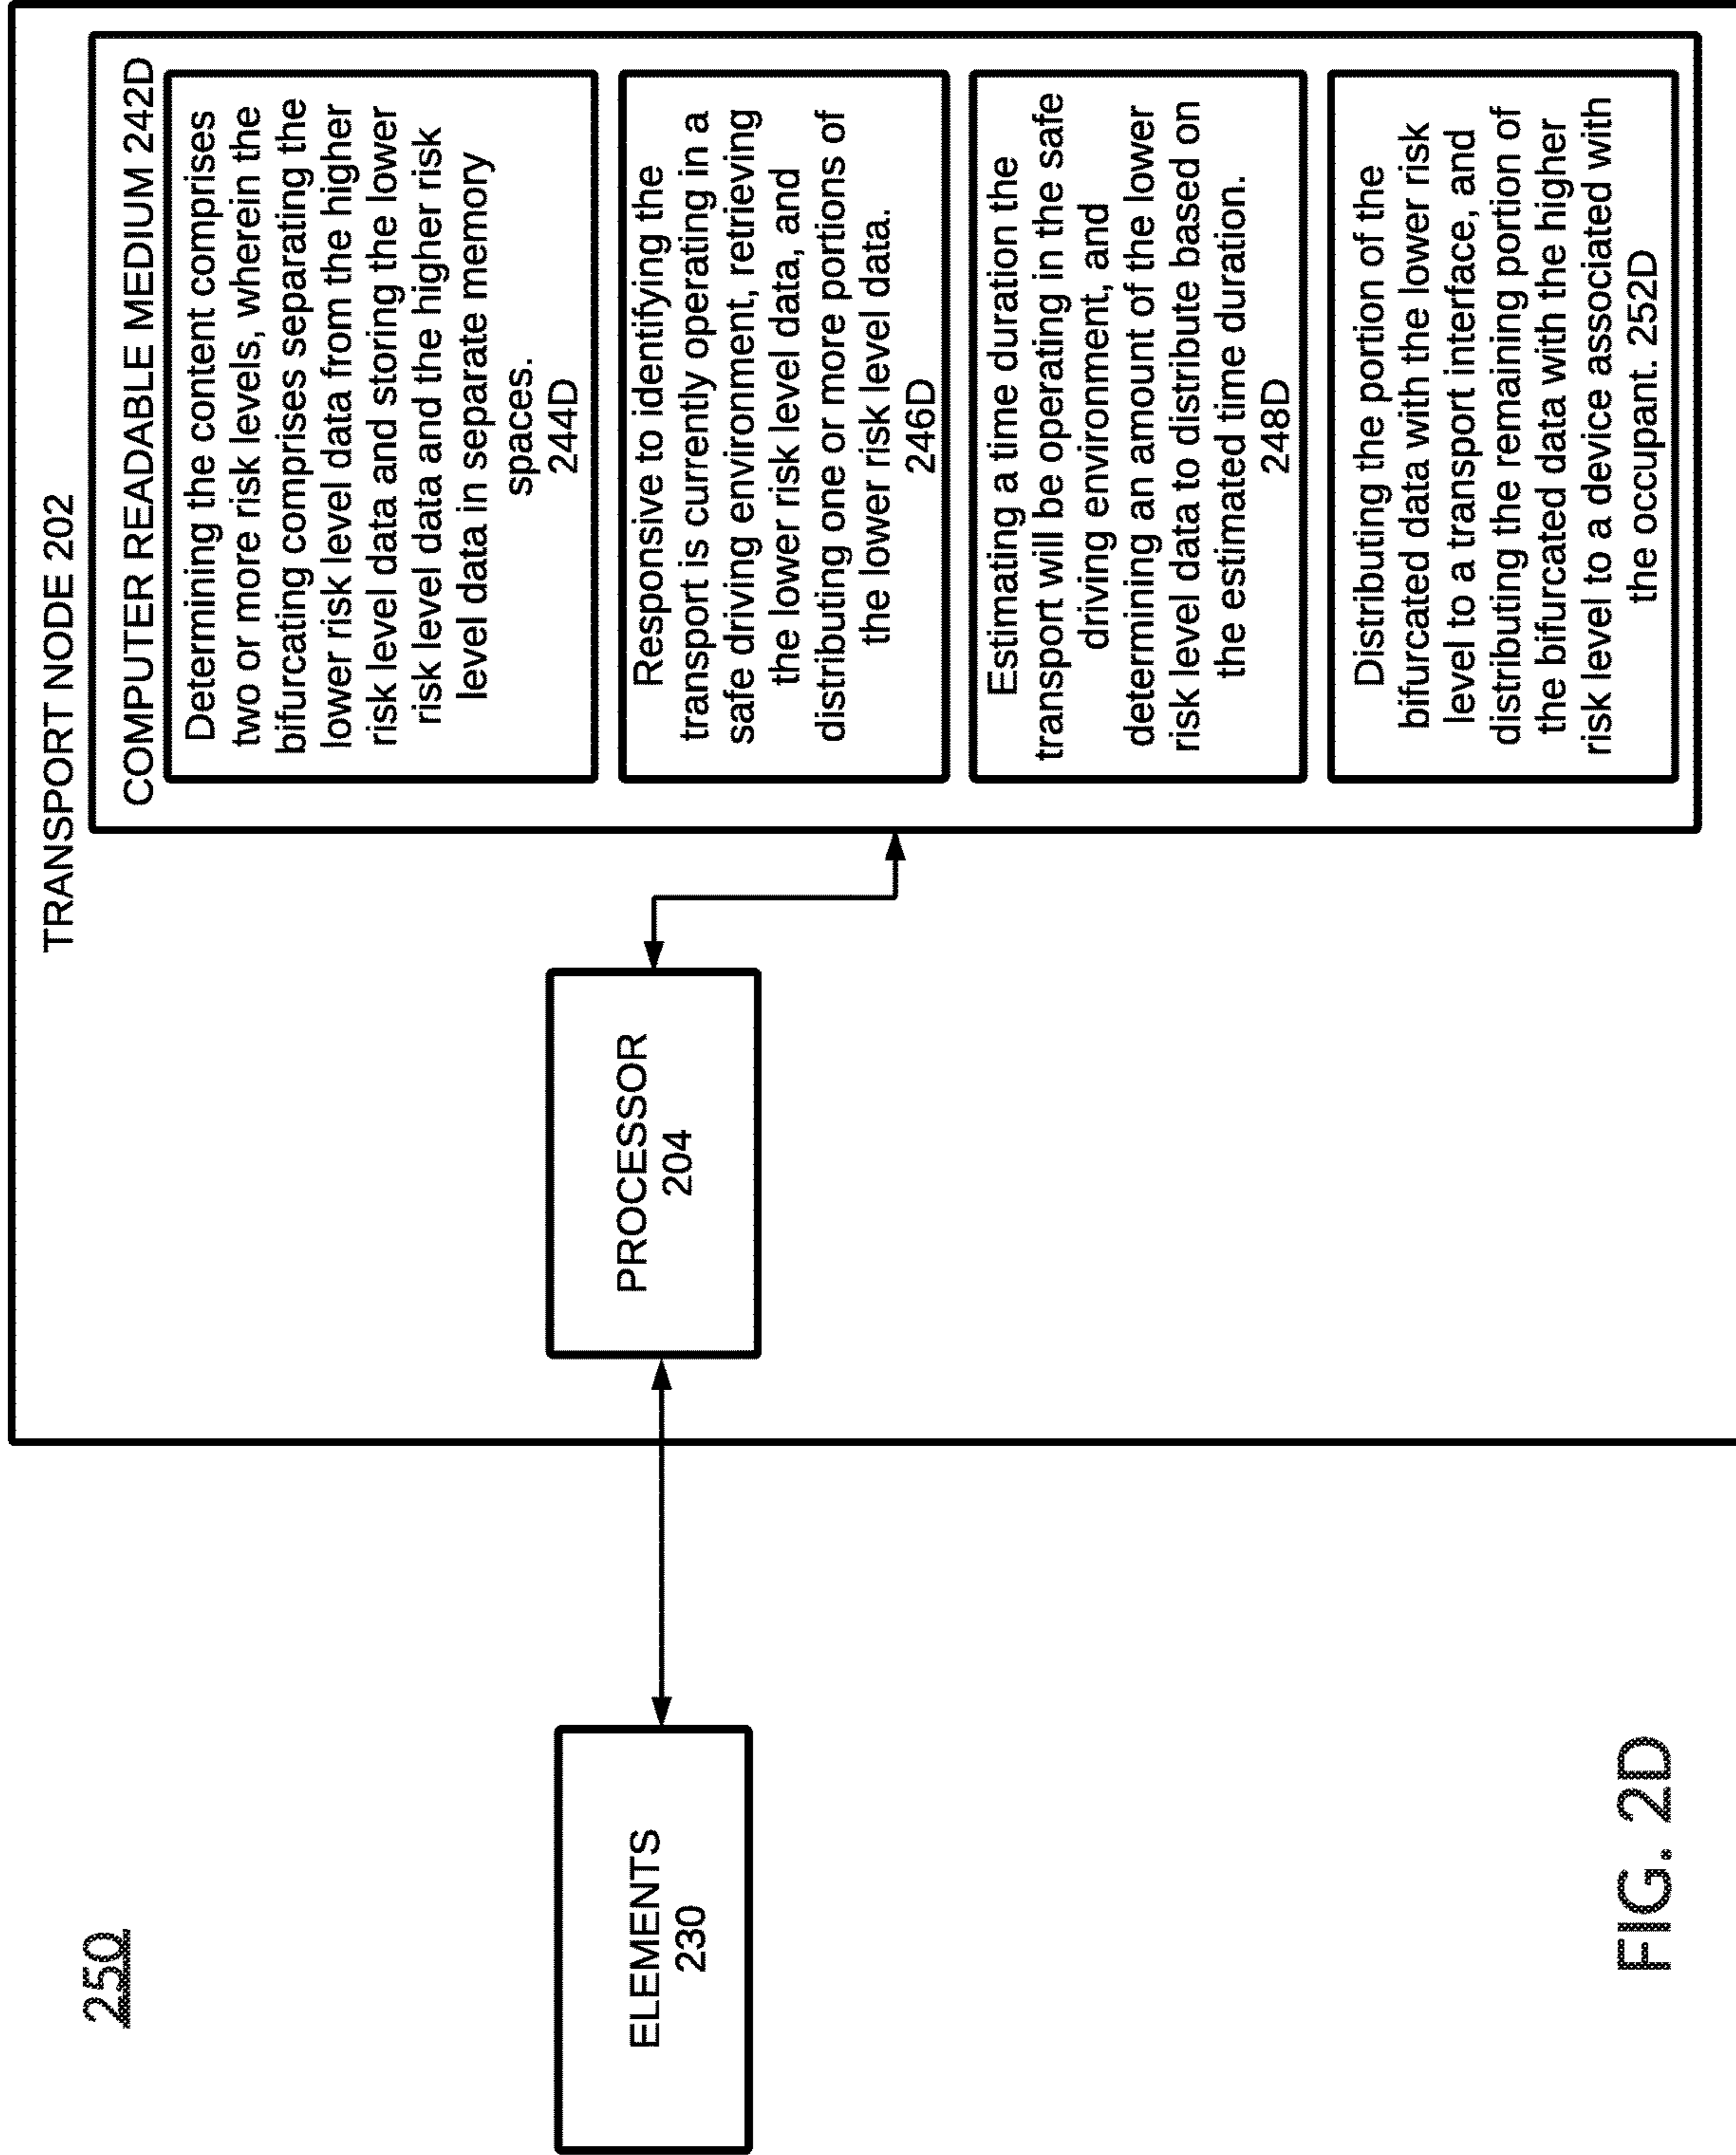 250
TRANSPORT NODE 202
COMPUTER READABLE MEDIUM 242D
Determining the content comprises
two or more risk levels, wherein the
bifurcating comprises separating the
lower risk level data from the higher
risk level data and storing the lower
risk level data and the higher risk
level data in separate memory
spaces.
244D
Responsive to identifying the
transport is currently operating in a
safe driving environment, retrieving
the lower risk level data, and
distributing one or more portions of
the lower risk level data.
246D
Estimating a time duration the
transport will be operating in the safe
driving environment, and
determining an amount of the lower
risk level data to distribute based on
the estimated time duration.
248D
Distributing the portion of the
bifurcated data with the lower risk
level to a transport interface, and
distributing the remaining portion of
the bifurcated data with the higher
risk level to a device associated with
the occupant. 252D
PROCESSOR
204
ELEMENTS
230
FIG. 2D